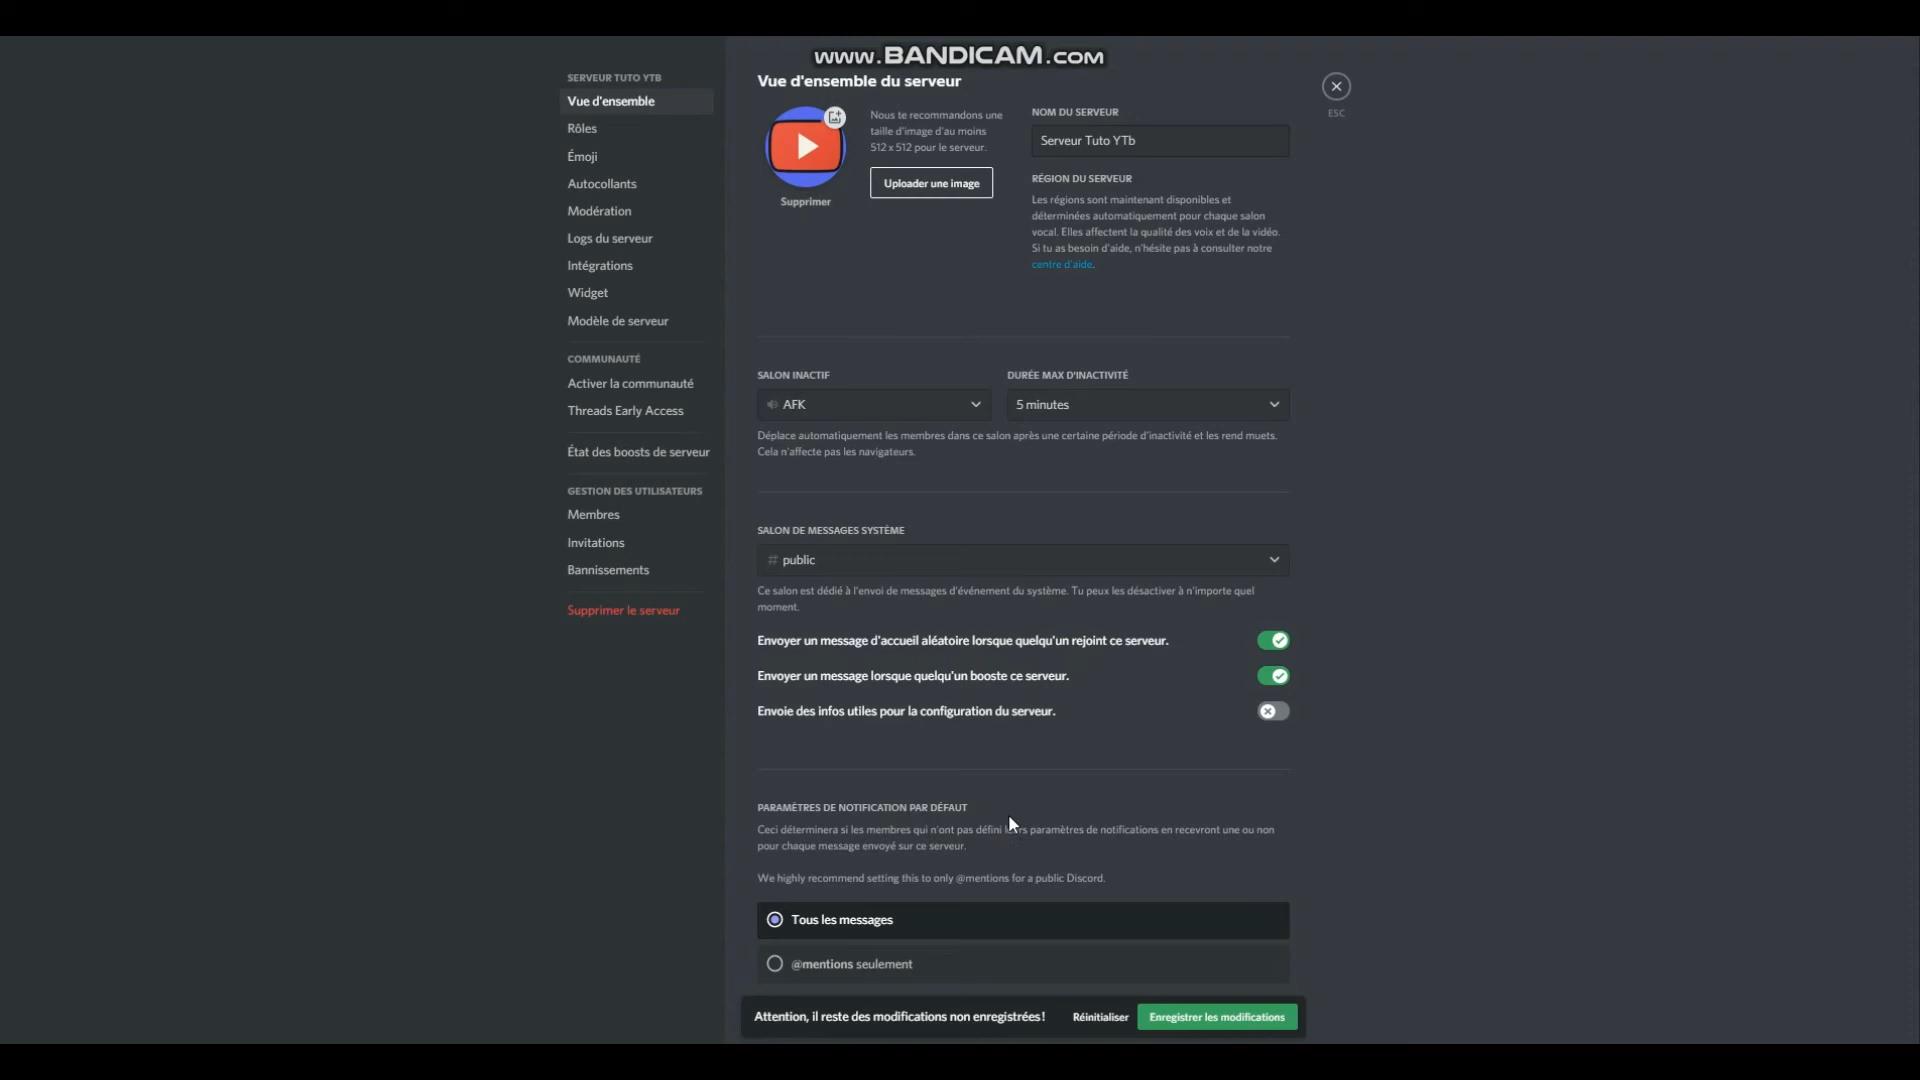 www.BANDICAM.COM
SERVEUR TUTO YTB
Vue d'ensemble
Rôles
Émoji
Autocollants
Modération
Logs du serveur
Intégrations
Widget
Modèle de serveur
COMMUNAUTÉ
Activer la communauté
Threads Early Access
État des boosts de serveur
GESTION DES UTILISATEURS
Membres
Invitations
Bannissements
Supprimer le serveur
Vue d'ensemble du serveur
Supprimer
Nous te recommandons une
taille d'image d'au moins
512 x 512 pour le serveur.
Uploader une image
NOM DU SERVEUR
Serveur Tuto YTb
RÉGION DU SERVEUR
Les régions sont maintenant disponibles et
déterminées automatiquement pour chaque salon
vocal. Elles affectent la qualité des voix et de la vidéo.
Si tu as besoin d'aide, n'hésite pas à consulter notre
centre d'aide.
ESC
SALON INACTIF
AFK
DURÉE MAX D'INACTIVITÉ
5 minutes
Déplace automatiquement les membres dans ce salon après une certaine période d'inactivité et les rend muets.
Cela n'affecte pas les navigateurs.
SALON DE MESSAGES SYSTÈME
# public
Ce salon est dédié à l'envoi de messages d'événement du système. Tu peux les désactiver à n'importe quel
moment.
Envoyer un message d'accueil aléatoire lorsque quelqu'un rejoint ce serveur.
Envoyer un message lorsque quelqu'un booste ce serveur.
Envoie des infos utiles pour la configuration du serveur.
PARAMÈTRES DE NOTIFICATION PAR DÉFAUT
Ceci déterminera si les membres qui n'ont pas défini leurs paramètres de notifications en recevront une ou non
pour chaque message envoyé sur ce serveur.
We highly recommend setting this to only @mentions for a public Discord.
Tous les messages
@mentions seulement
Attention, il reste des modifications non enregistrées !
Réinitialiser
Enregistrer les modifications